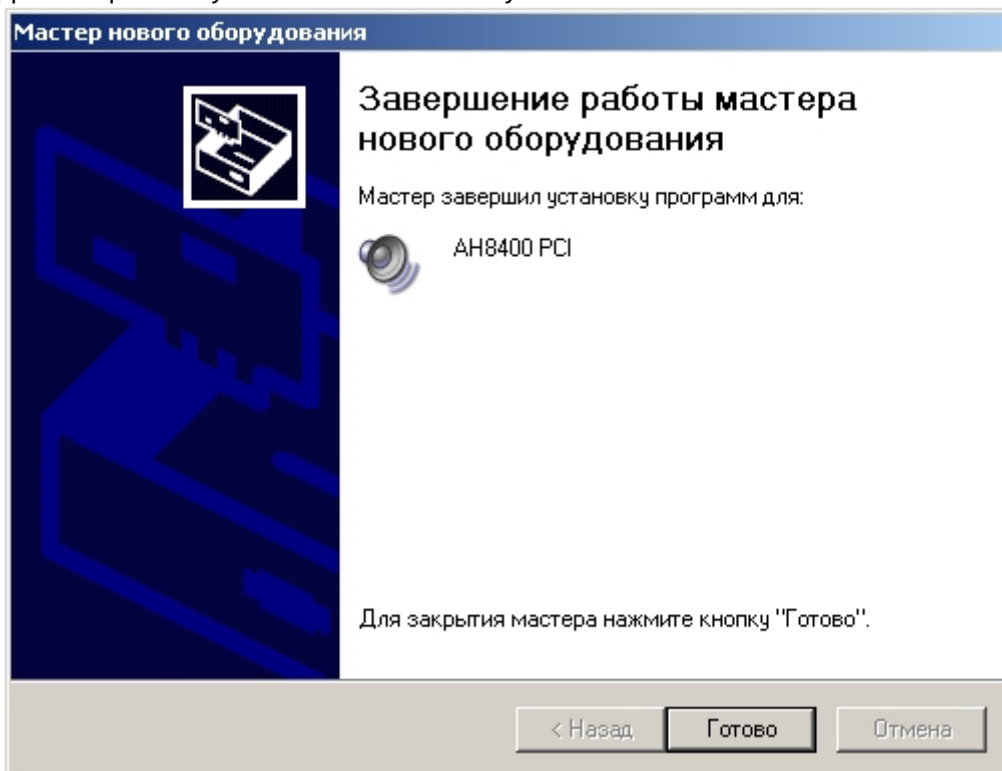 Мастер нового оборудования
Завершение работы мастера
нового оборудования
Мастер завершил установку программ для:
AH8400 PCI
Для закрытия мастера нажмите кнопку "Готово".
< Назад
Готово
Отмена